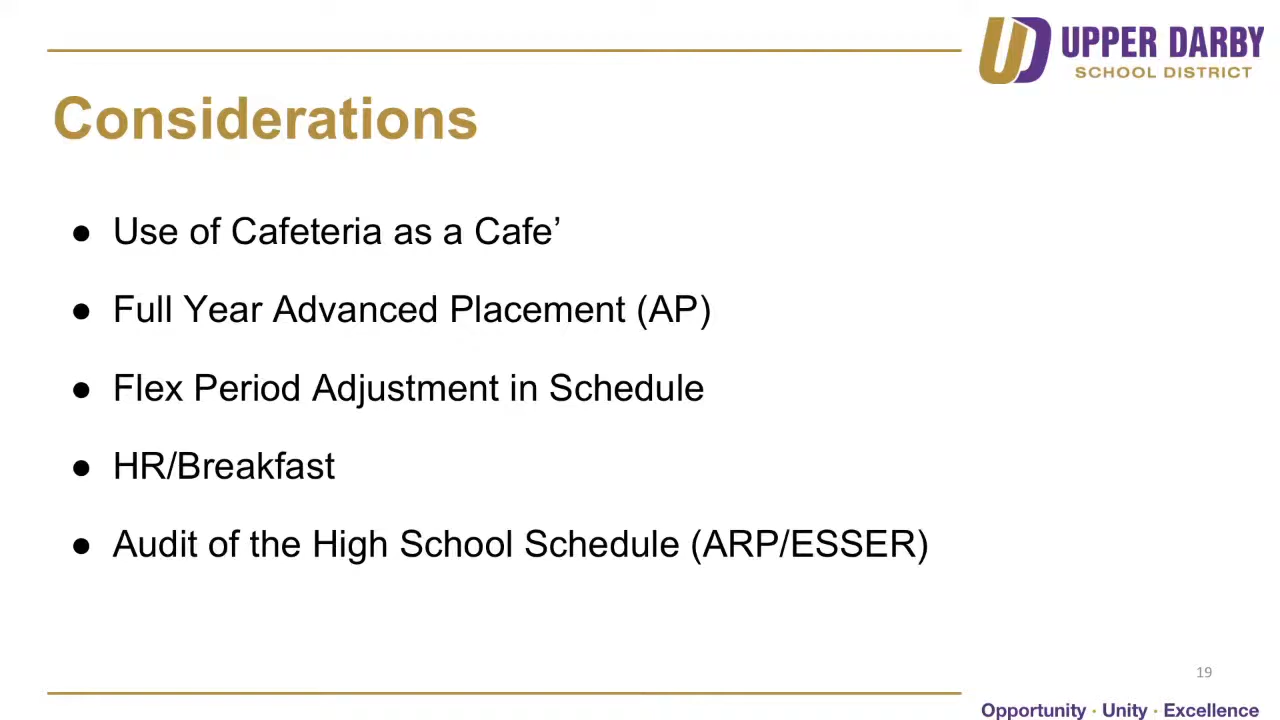 UPPER DARBY
SCHOOL DISTRICT
Considerations
● Use of Cafeteria as a Cafe’
● Full Year Advanced Placement (AP)
● Flex Period Adjustment in Schedule
● HR/Breakfast
● Audit of the High School Schedule (ARP/ESSER)
19
Opportunity · Unity · Excellence